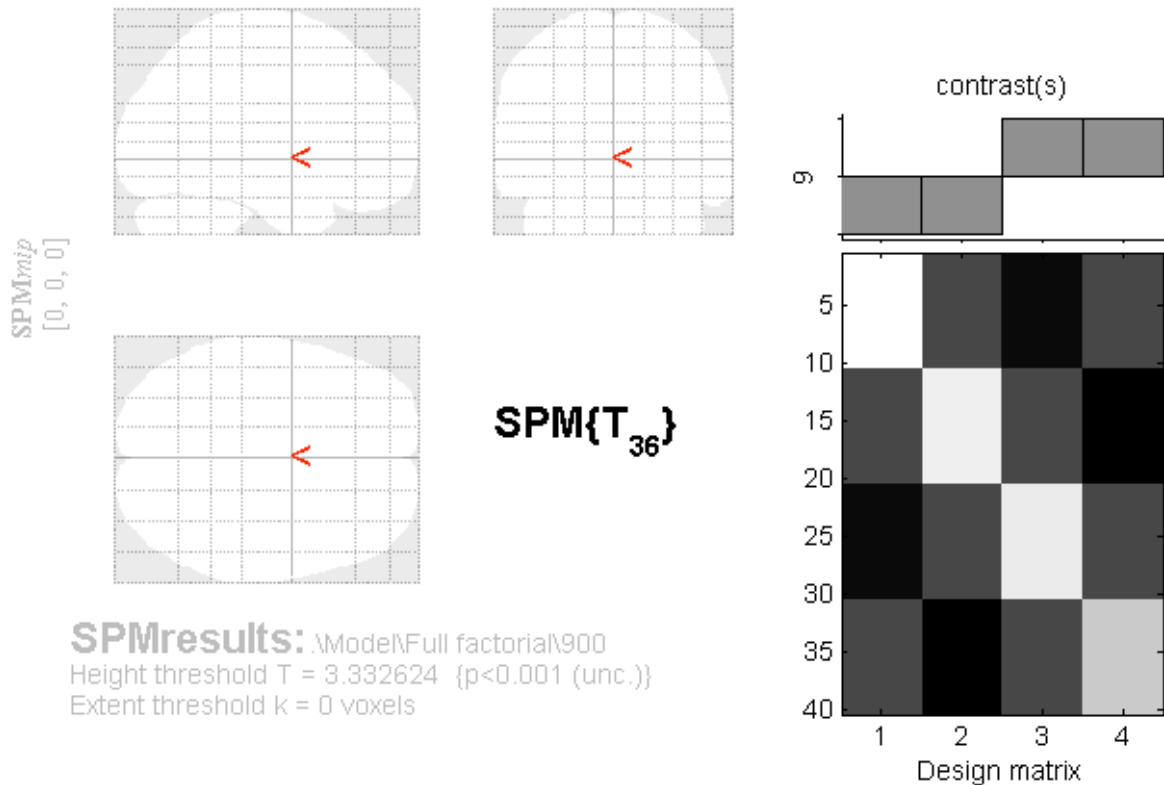 SPMmip
[0, 0, 0]
SPM{T_36}
SPMresults: .\Model\Full factorial\900
Height threshold T = 3.332624 {p<0.001 (unc.)}
Extent threshold k = 0 voxels
contrast(s)
9
5
10
15
20
25
30
35
40
1 2 3 4
Design matrix